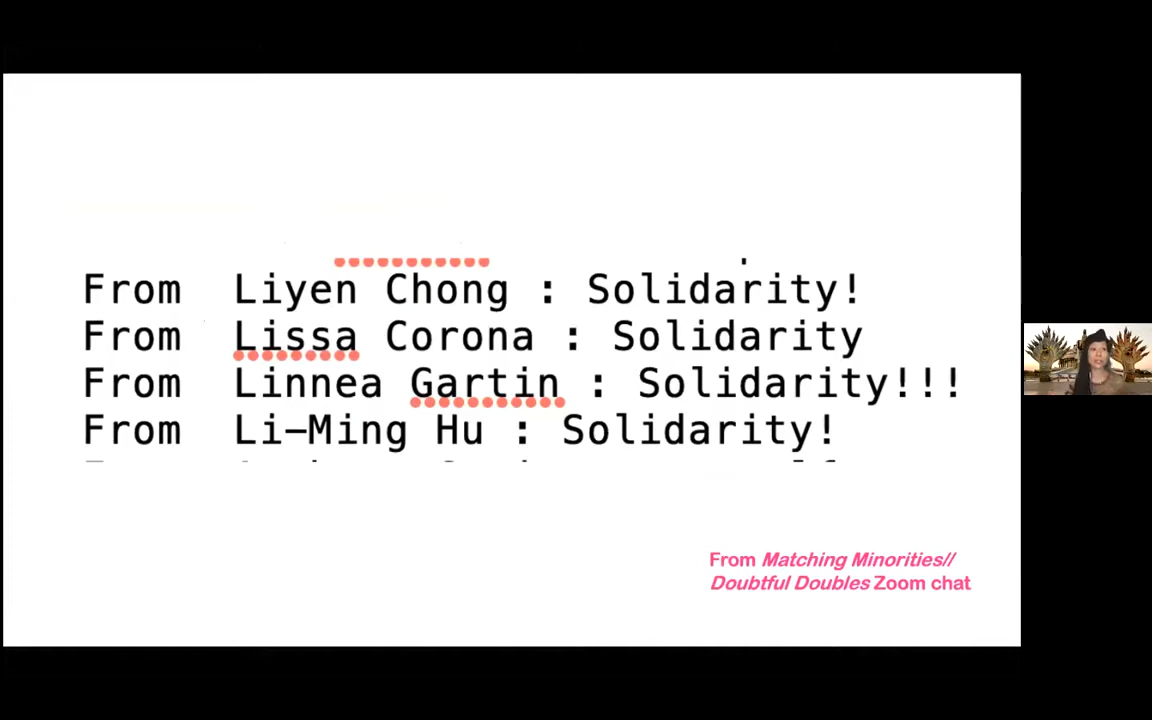 From  Liyen Chong : Solidarity!
From  Lissa Corona : Solidarity
From  Linnea Gartin : Solidarity!!!
From  Li-Ming Hu : Solidarity!
From Matching Minorities//
Doubtful Doubles Zoom chat